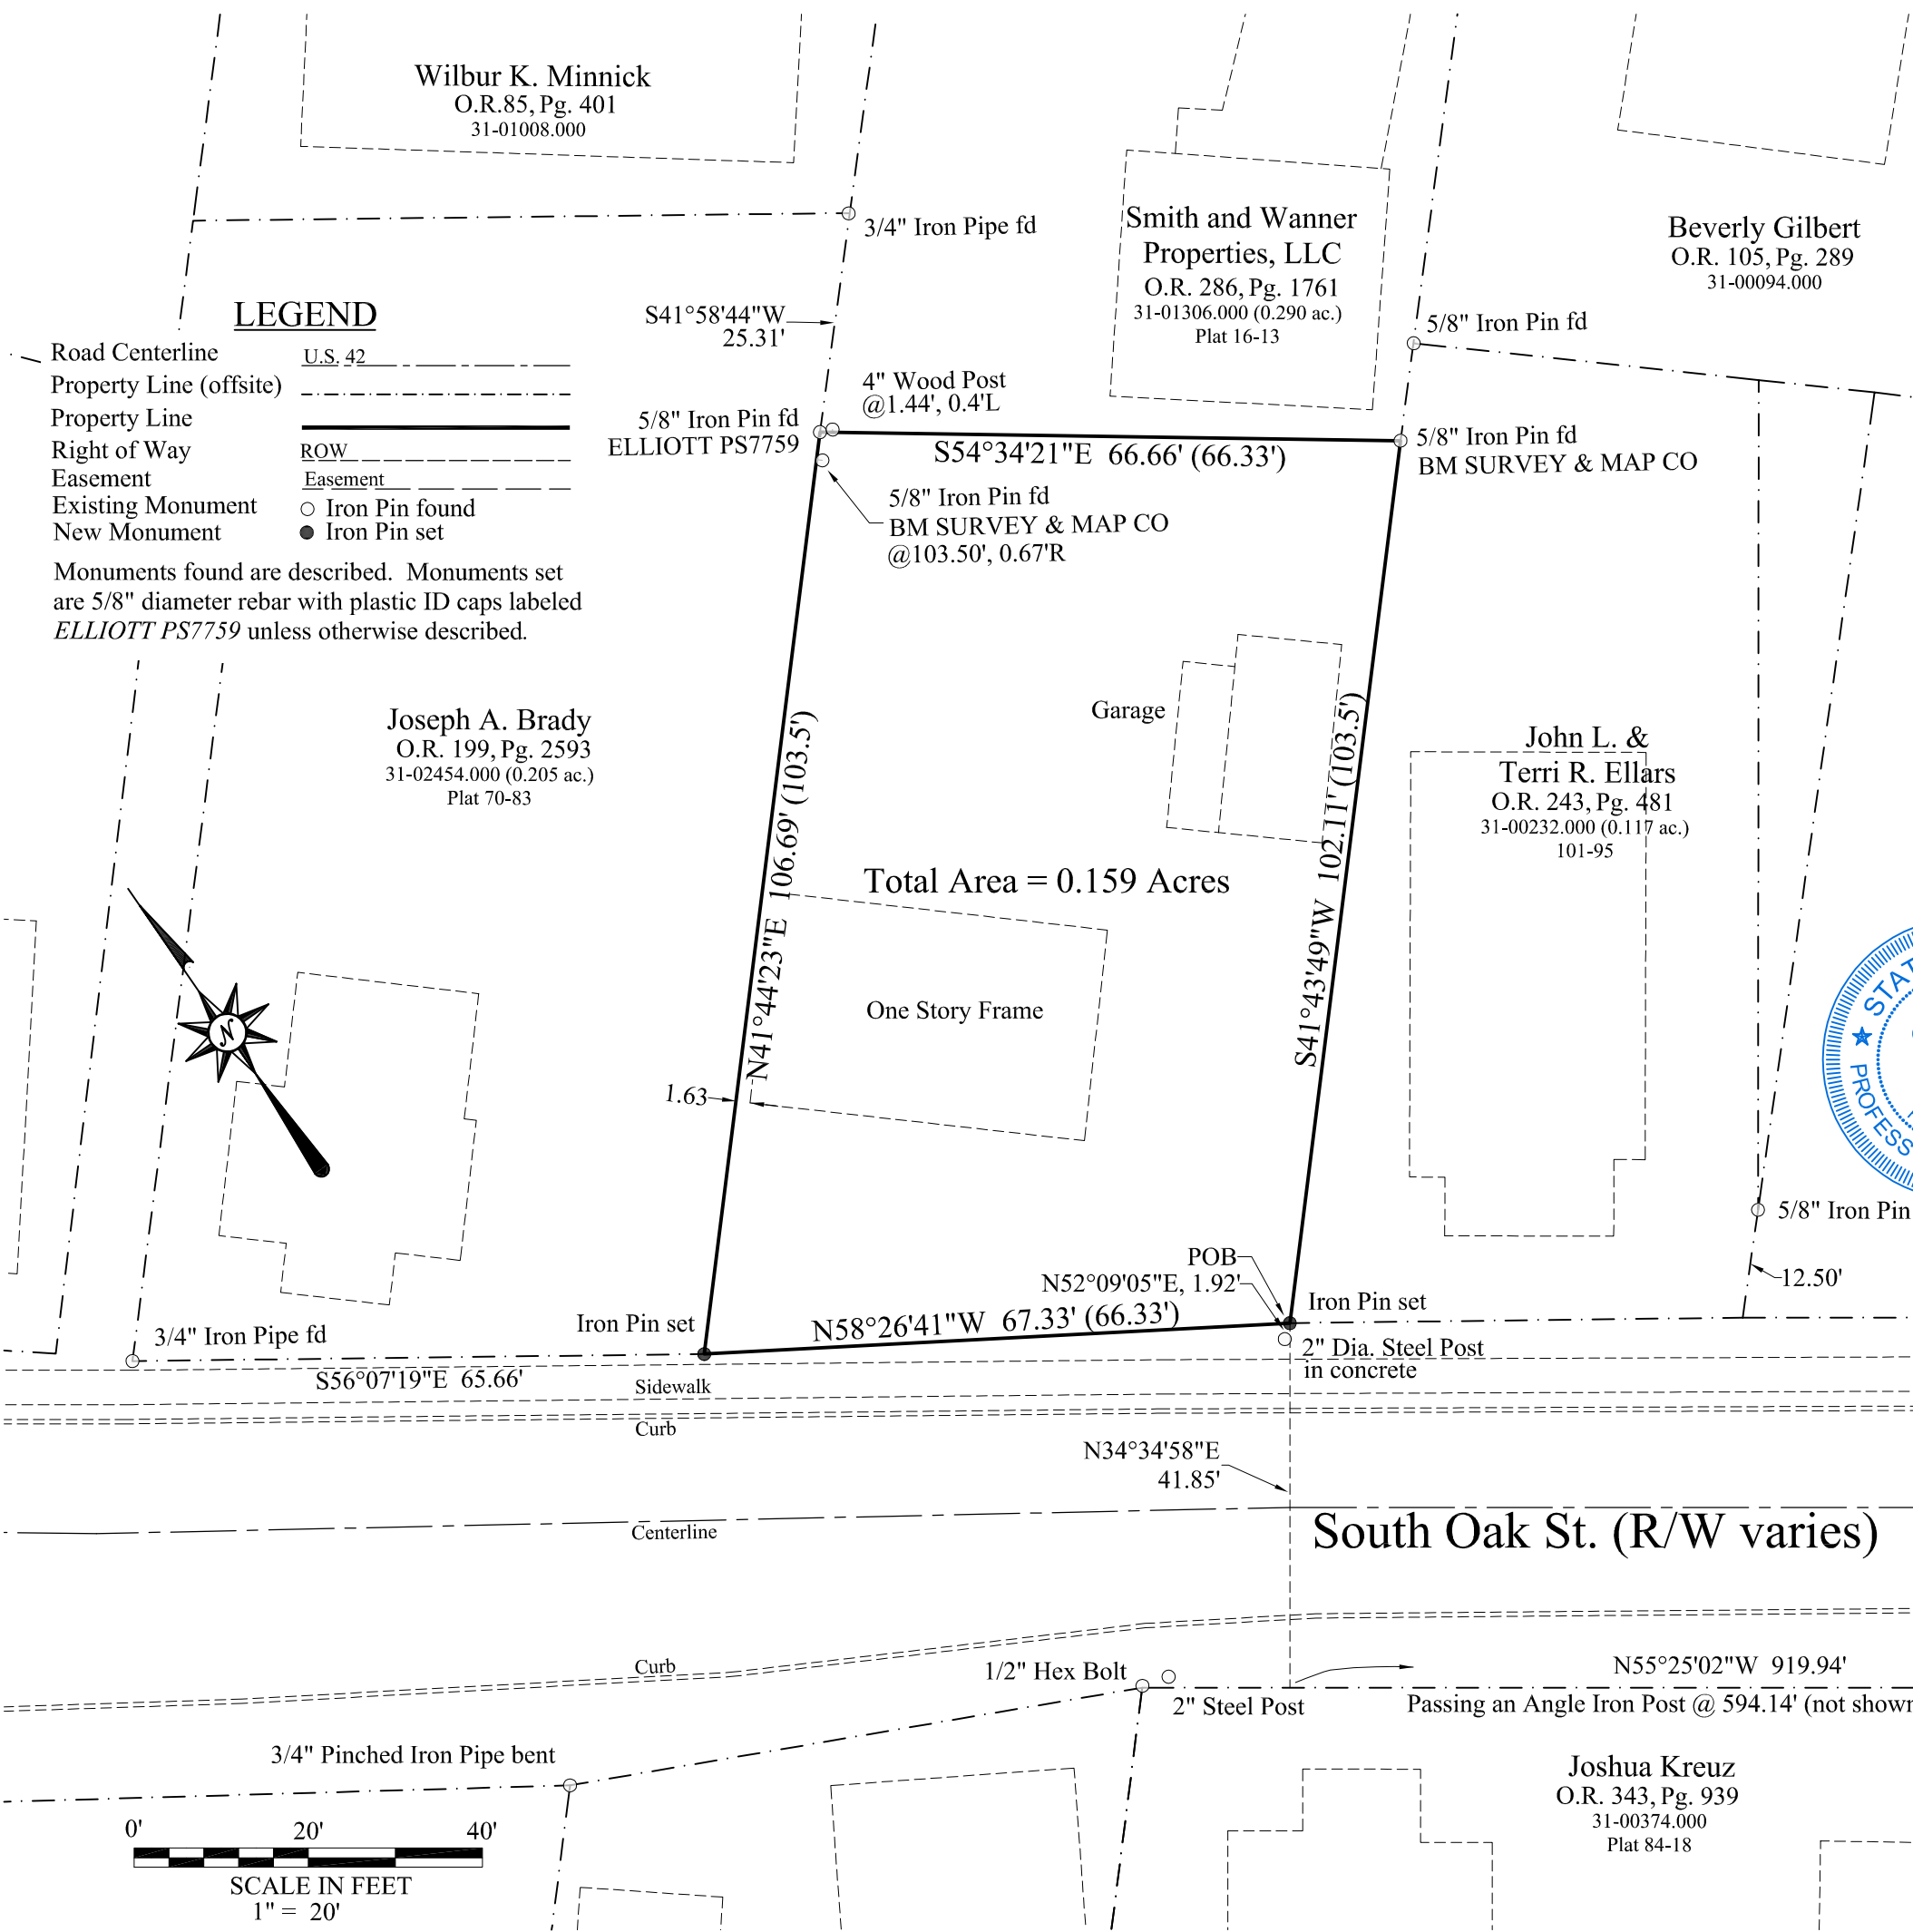 Wilbur K. Minnick
O.R.85, Pg. 401
31-01008.000
3/4" Iron Pipe fd
Smith and Wanner
Properties, LLC
O.R. 286, Pg. 1761
31-01306.000 (0.290 ac.)
Plat 16-13
Beverly Gilbert
O.R. 105, Pg. 289
31-00094.000
LEGEND
Road Centerline
U.S. 42
Property Line (offsite)
Property Line
Right of Way
ROW
Easement
Easement
Existing Monument
Iron Pin found
New Monument
Iron Pin set
Monuments found are described. Monuments set
are 5/8" diameter rebar with plastic ID caps labeled
ELLIOTT PS7759 unless otherwise described.
S41°58'44"W
25.31'
5/8" Iron Pin fd
4" Wood Post
@1.44', 0.4'L
5/8" Iron Pin fd
ELLIOTT PS7759
S54°34'21"E 66.66' (66.33')
5/8" Iron Pin fd
BM SURVEY & MAP CO
5/8" Iron Pin fd
BM SURVEY & MAP CO
@103.50', 0.67'R
Joseph A. Brady
O.R. 199, Pg. 2593
31-02454.000 (0.205 ac.)
Plat 70-83
N41°44'23"E 106.69' (103.5')
Garage
S41°43'49"W 102.11' (103.5')
John L. &
Terri R. Ellars
O.R. 243, Pg. 481
31-00232.000 (0.117 ac.)
101-95
Total Area = 0.159 Acres
One Story Frame
N
1.63
STAT
PROFESS
5/8" Iron Pin
12.50'
POB
N52°09'05"E, 1.92'
Iron Pin set
Iron Pin set
N58°26'41"W 67.33' (66.33')
3/4" Iron Pipe fd
2" Dia. Steel Post
in concrete
S56°07'19"E 65.66'
Sidewalk
Curb
N34°34'58"E
41.85'
Centerline
South Oak St. (R/W varies)
Curb
1/2" Hex Bolt
N55°25'02"W 919.94'
2" Steel Post
Passing an Angle Iron Post @ 594.14' (not shown
3/4" Pinched Iron Pipe bent
Joshua Kreuz
O.R. 343, Pg. 939
31-00374.000
Plat 84-18
0' 20' 40'
SCALE IN FEET
1" = 20'